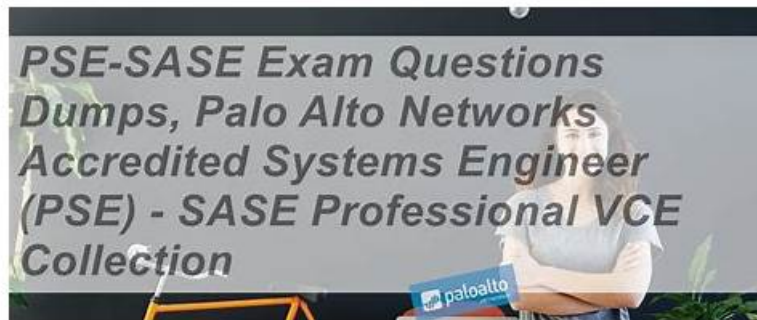 PSE-SASE Exam Questions
Dumps, Palo Alto Networks
Accredited Systems Engineer
(PSE) - SASE Professional VCE
Collection
paloalto